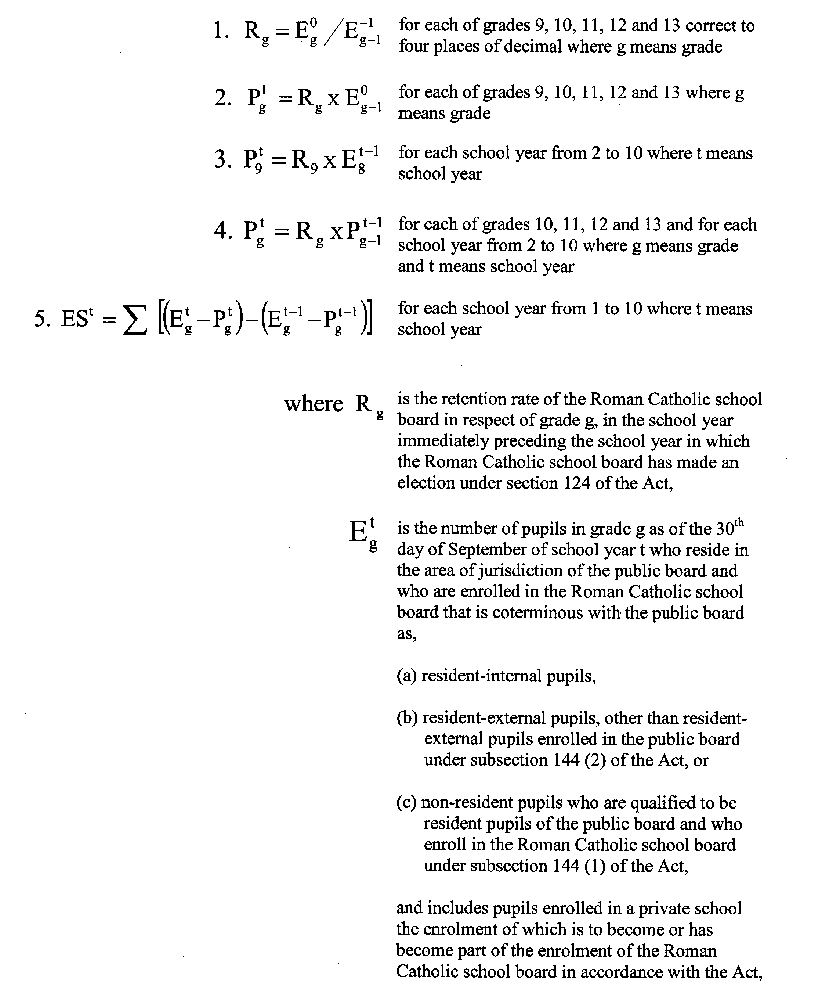 1. R_g = E_g^0 / E_{g-1}^{-1} for each of grades 9, 10, 11, 12 and 13 correct to
four places of decimal where g means grade
2. P_g^1 = R_g x E_{g-1}^0 for each of grades 9, 10, 11, 12 and 13 where g
means grade
3. P_9^t = R_9 x E_8^{t-1} for each school year from 2 to 10 where t means
school year
4. P_g^t = R_g x P_{g-1}^{t-1} for each of grades 10, 11, 12 and 13 and for each
school year from 2 to 10 where g means grade
and t means school year
5. ES^t = ∑ [(E_g^t – P_g^t) – (E_g^{t-1} – P_g^{t-1})] for each school year from 1 to 10 where t means
school year
where R_g is the retention rate of the Roman Catholic school
board in respect of grade g, in the school year
immediately preceding the school year in which
the Roman Catholic school board has made an
election under section 124 of the Act,
E_g^t is the number of pupils in grade g as of the 30th
day of September of school year t who reside in
the area of jurisdiction of the public board and
who are enrolled in the Roman Catholic school
board that is coterminous with the public board
as,
(a) resident-internal pupils,
(b) resident-external pupils, other than resident-
external pupils enrolled in the public board
under subsection 144 (2) of the Act, or
(c) non-resident pupils who are qualified to be
resident pupils of the public board and who
enroll in the Roman Catholic school board
under subsection 144 (1) of the Act,
and includes pupils enrolled in a private school
the enrolment of which is to become or has
become part of the enrolment of the Roman
Catholic school board in accordance with the Act,